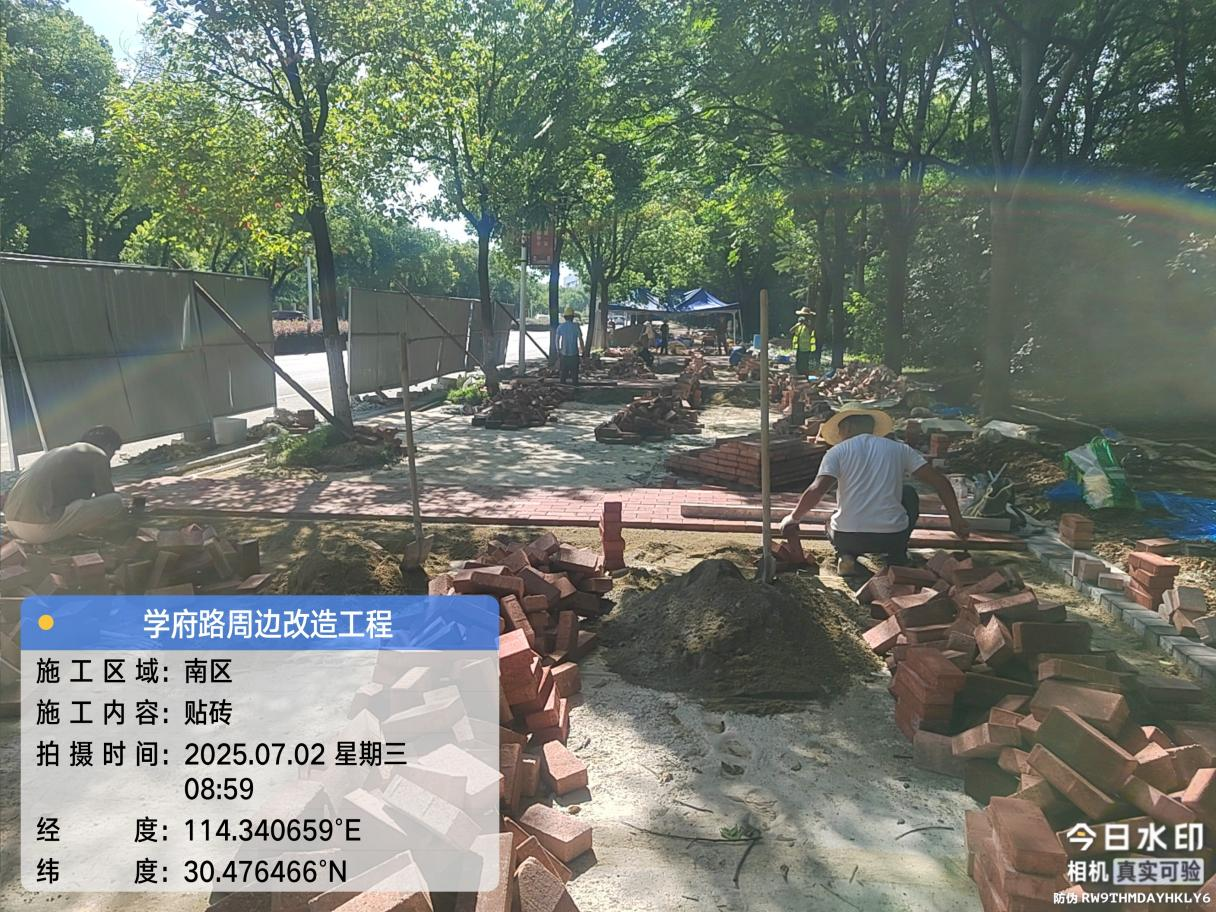 学府路周边改造工程
施工区域：南区
施工内容：贴砖
拍摄时间：2025.07.02 星期三
08:59
经度：114.340659°E
纬度：30.476466°N
今日水印
相机 真实可验
防伪 RW9THMDAYHKLY6